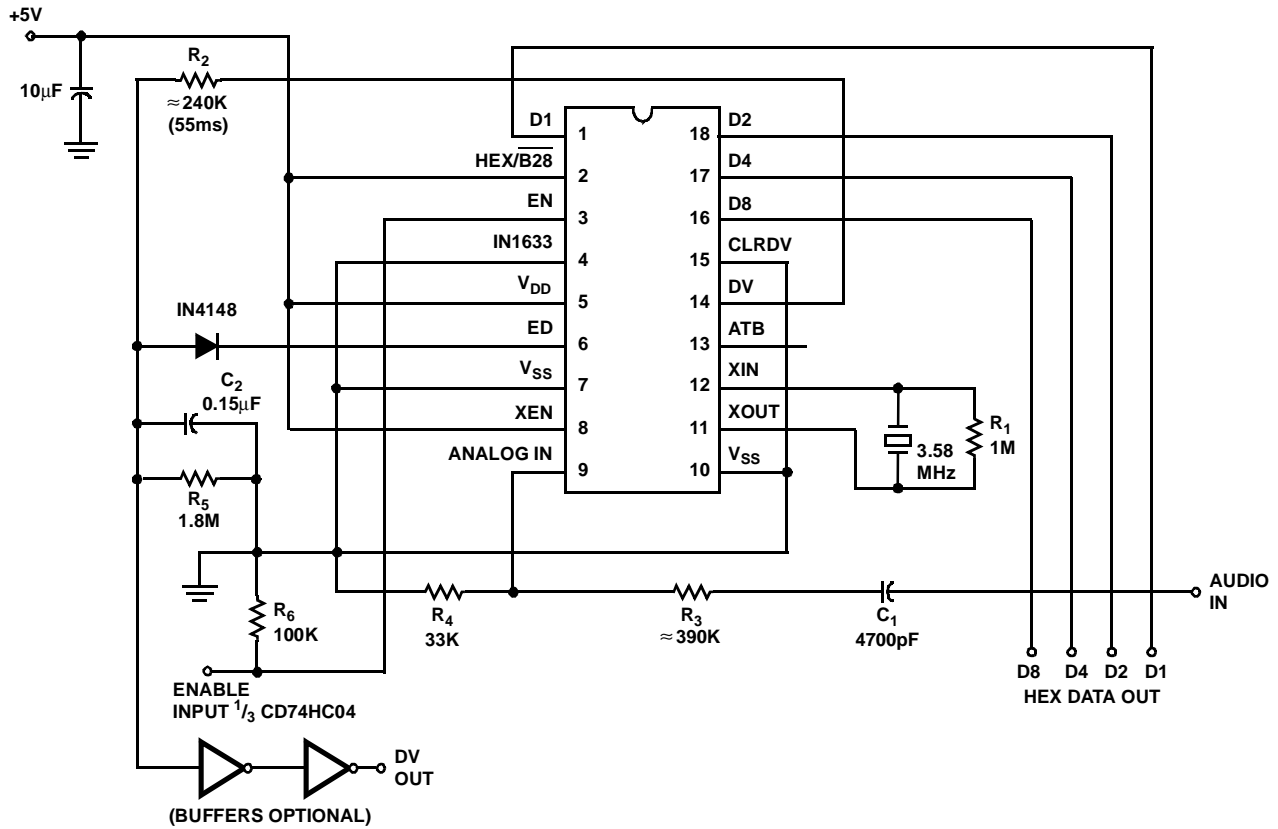 +5V
10µF
R2
≈240K
(55ms)
D1
1
HEX/B28
2
EN
3
IN1633
4
VDD
5
IN4148
ED
6
VSS
7
C2
0.15µF
XEN
8
ANALOG IN
9
R5
1.8M
18
D2
17
D4
16
D8
15
CLRDV
14
DV
13
ATB
12
XIN
11
XOUT
10
VSS
3.58
MHz
R1
1M
R6
100K
R4
33K
R3
≈390K
C1
4700pF
AUDIO
IN
D8 D4 D2 D1
HEX DATA OUT
ENABLE
INPUT 1/3 CD74HC04
DV
OUT
(BUFFERS OPTIONAL)